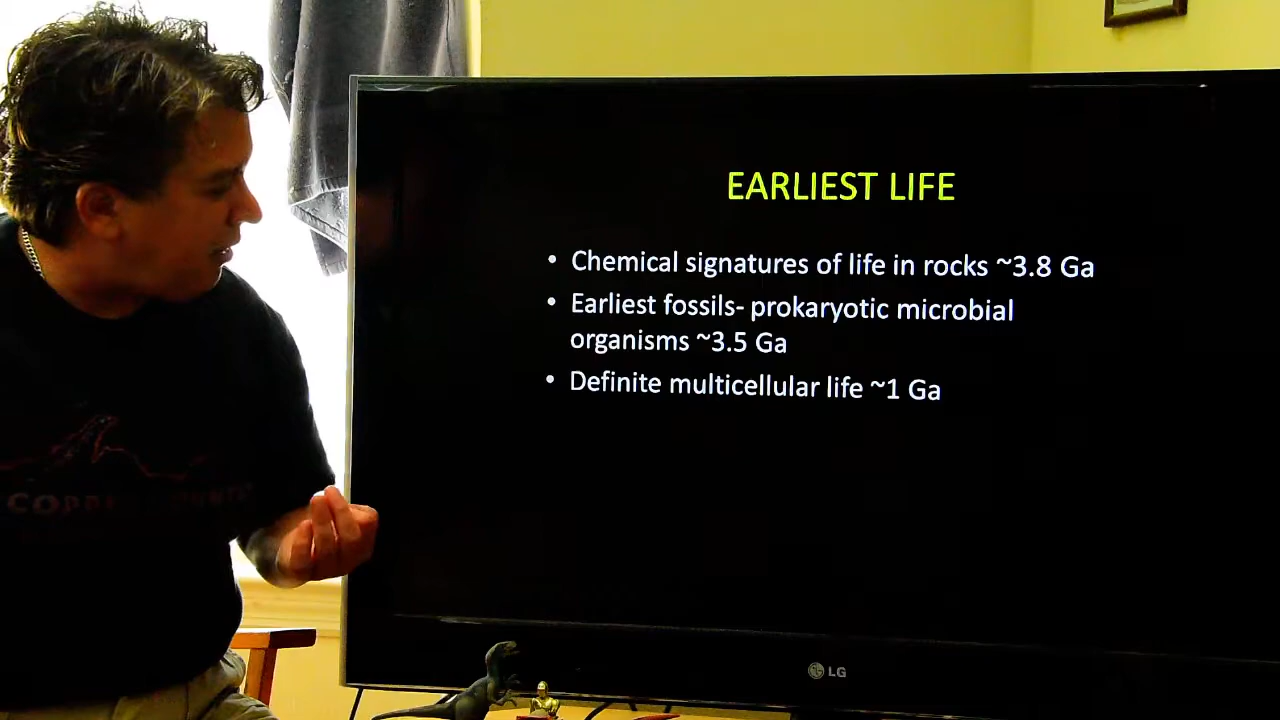 EARLIEST LIFE
• Chemical signatures of life in rocks ~3.8 Ga
• Earliest fossils- prokaryotic microbial
organisms ~3.5 Ga
• Definite multicellular life ~1 Ga
LG